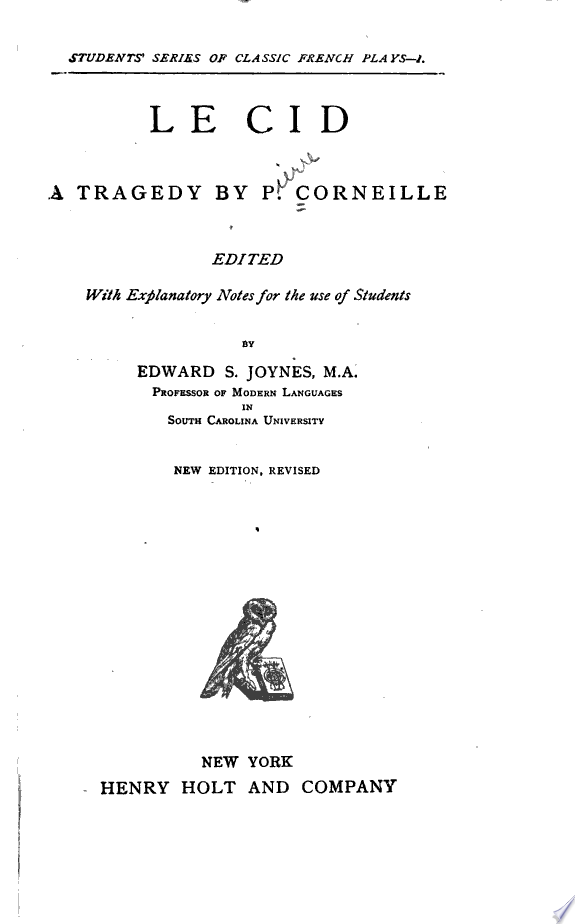 STUDENTS' SERIES OF CLASSIC FRENCH PLAYS—1.
LE CID
ierre
A TRAGEDY BY P. CORNEILLE
EDITED
With Explanatory Notes for the use of Students
BY
EDWARD S. JOYNES, M.A.
PROFESSOR OF MODERN LANGUAGES
IN
SOUTH CAROLINA UNIVERSITY
NEW EDITION, REVISED
NEW YORK
HENRY HOLT AND COMPANY